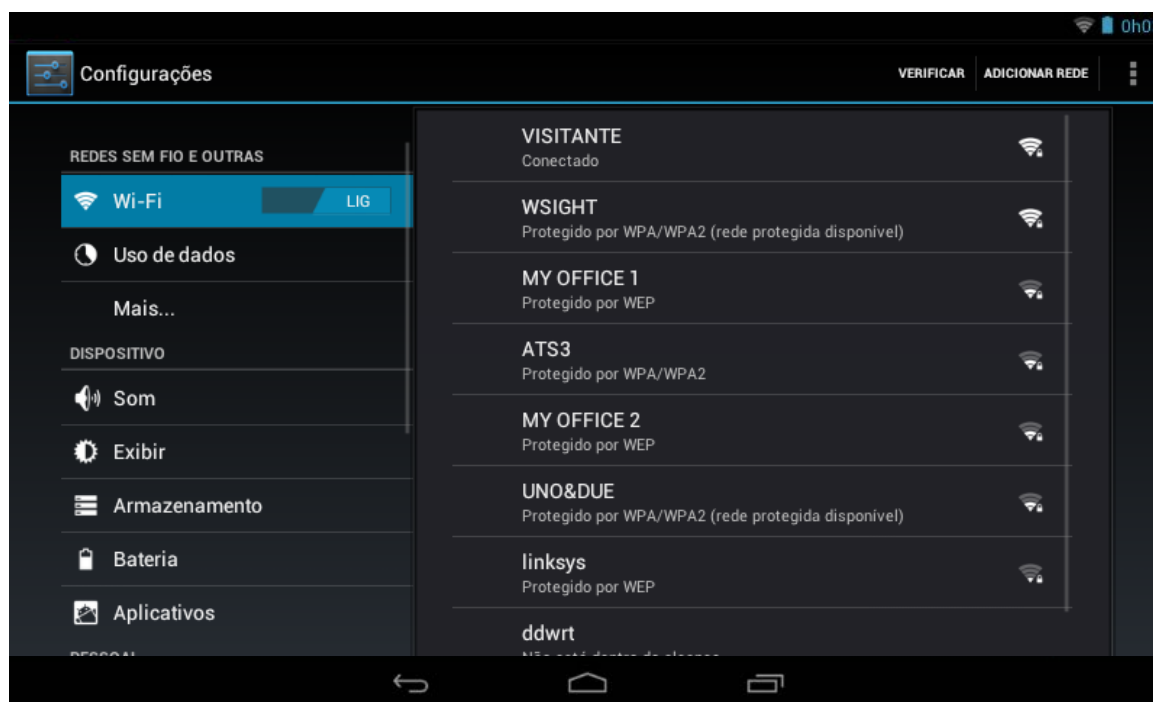 0h0
Configurações
VERIFICAR
ADICIONAR REDE
REDES SEM FIO E OUTRAS
Wi-Fi
LIG
Uso de dados
Mais...
DISPOSITIVO
Som
Exibir
Armazenamento
Bateria
Aplicativos
VISITANTE
Conectado
WSIGHT
Protegido por WPA/WPA2 (rede protegida disponível)
MY OFFICE 1
Protegido por WEP
ATS3
Protegido por WPA/WPA2
MY OFFICE 2
Protegido por WEP
UNO&DUE
Protegido por WPA/WPA2 (rede protegida disponível)
linksys
Protegido por WEP
ddwrt